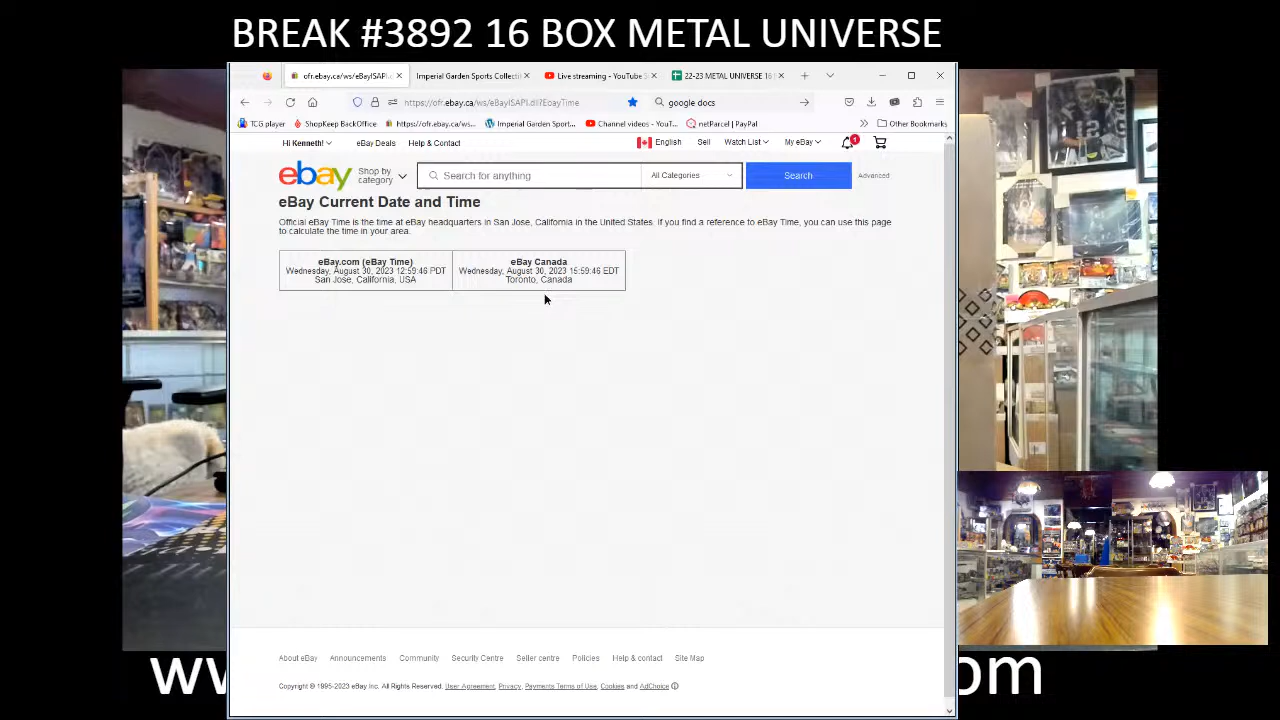 BREAK #3892 16 BOX METAL UNIVERSE
ofr.ebay.ca/ws/eBayISAPI.
Imperial Garden Sports Collecti
Live streaming - YouTube S
22-23 METAL UNIVERSE 16
https://ofr.ebay.ca/ws/eBayISAPI.dll?EbayTime
google docs
TCG player
ShopKeep BackOffice
https://ofr.ebay.ca/ws...
Imperial Garden Sport...
Channel videos - YouT...
netParcel | PayPal
Other Bookmarks
Hi Kenneth!
eBay Deals
Help & Contact
English
Sell
Watch List
My eBay
1
ebay
Shop by category
Search for anything
All Categories
Search
Advanced
eBay Current Date and Time
Official eBay Time is the time at eBay headquarters in San Jose, California in the United States. If you find a reference to eBay Time, you can use this page
to calculate the time in your area.
eBay.com (eBay Time)
Wednesday, August 30, 2023 12:59:46 PDT
San Jose, California, USA
eBay Canada
Wednesday, August 30, 2023 15:59:46 EDT
Toronto, Canada
About eBay
Announcements
Community
Security Centre
Seller centre
Policies
Help & contact
Site Map
Copyright © 1995-2023 eBay Inc. All Rights Reserved. User Agreement, Privacy, Payments Terms of Use, Cookies and AdChoice